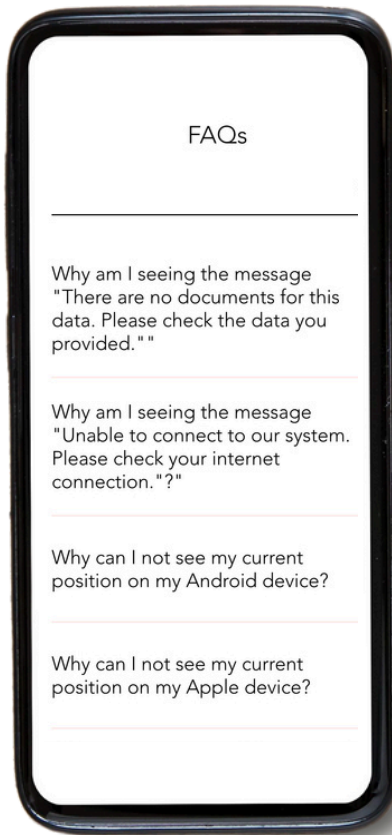 FAQs
Why am I seeing the message
"There are no documents for this
data. Please check the data you
provided.""
Why am I seeing the message
"Unable to connect to our system.
Please check your internet
connection."?"
Why can I not see my current
position on my Android device?
Why can I not see my current
position on my Apple device?